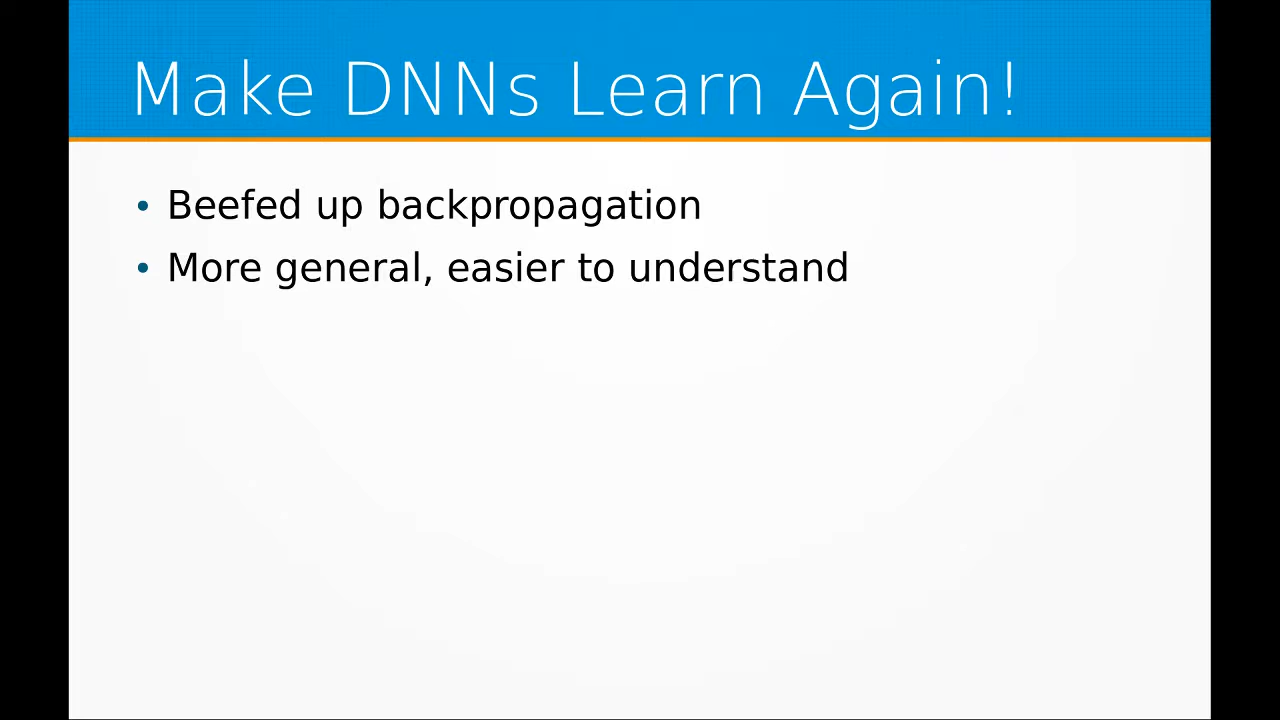 Make DNNs Learn Again!
• Beefed up backpropagation
• More general, easier to understand